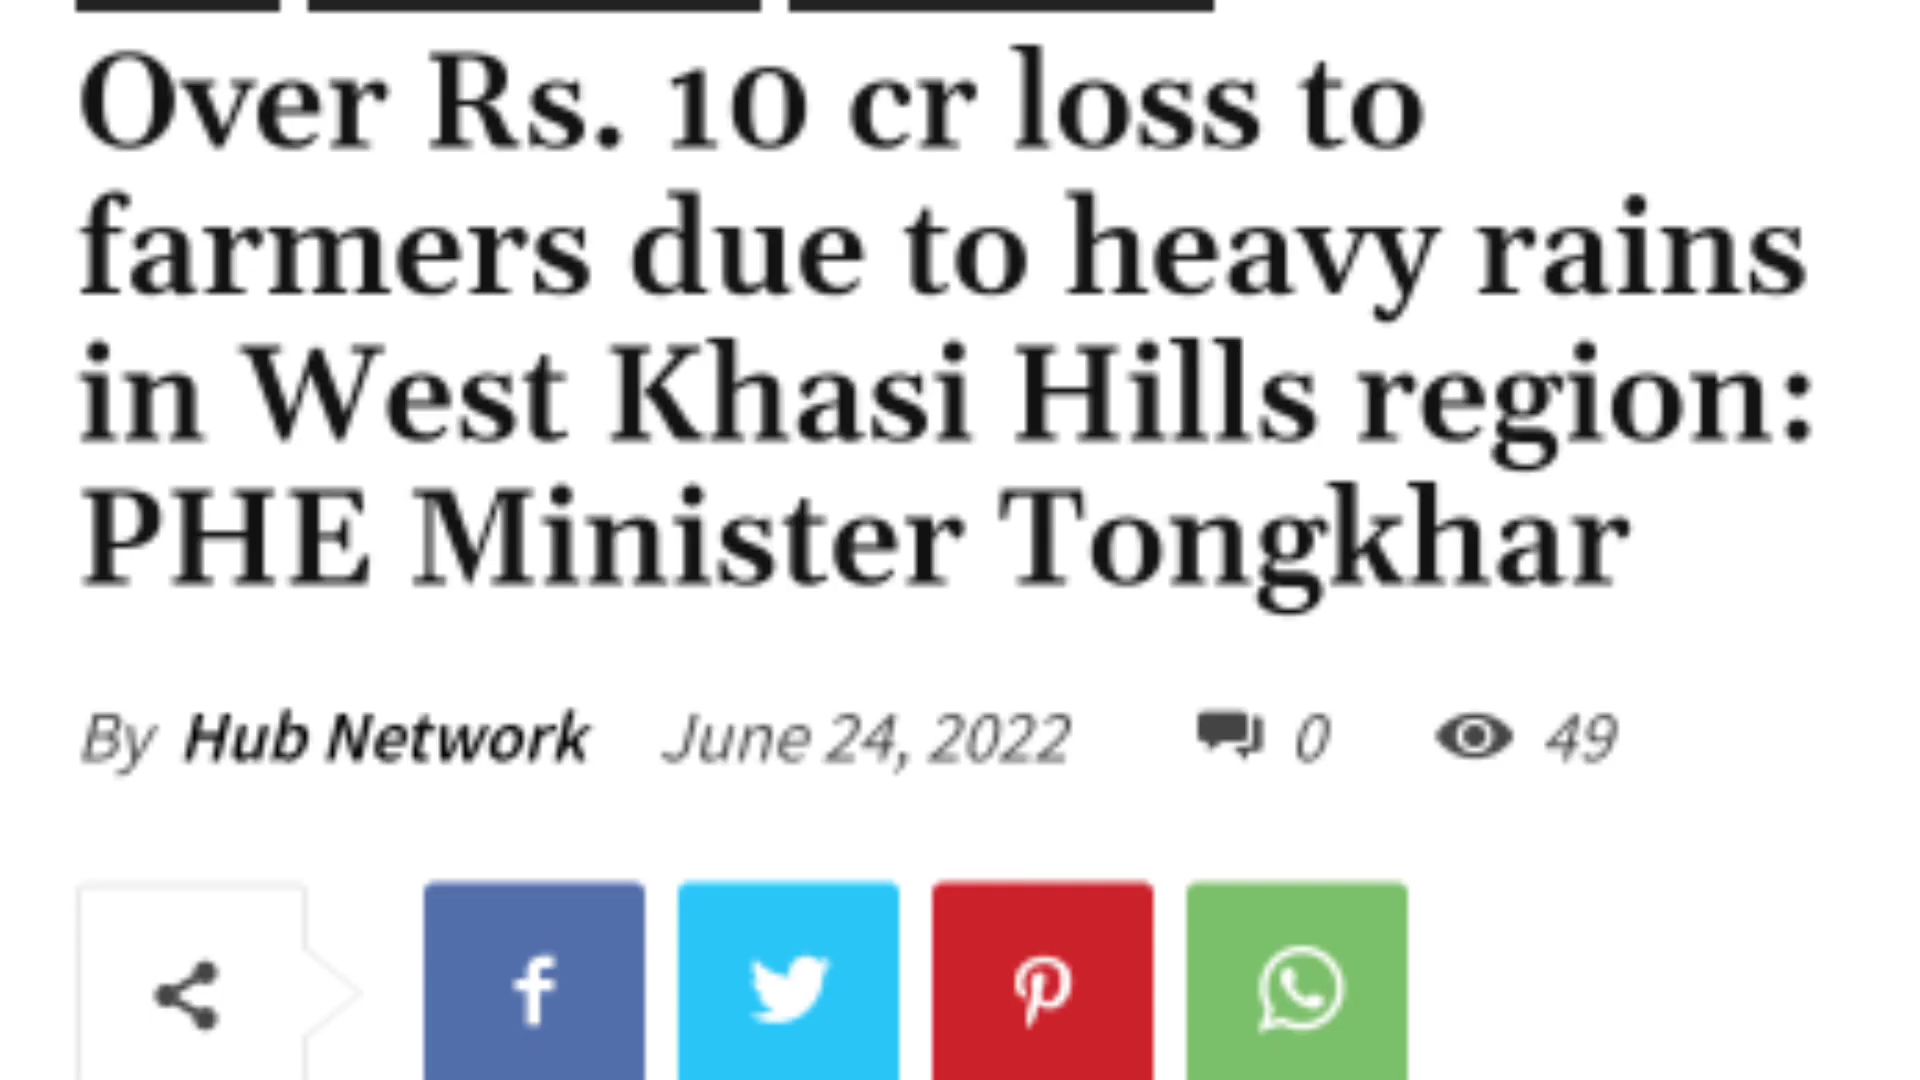 Over Rs. 10 cr loss to
farmers due to heavy rains
in West Khasi Hills region:
PHE Minister Tongkhar
By Hub Network June 24, 2022 0 49